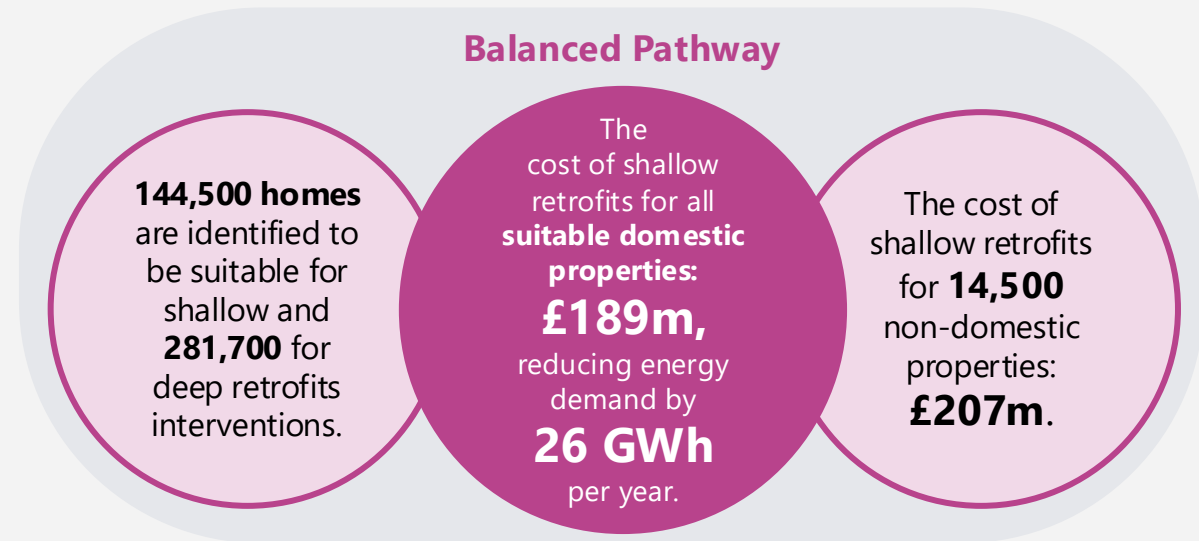 Balanced Pathway
144,500 homes
are identified to
be suitable for
shallow and
281,700 for
deep retrofits
interventions.
The
cost of shallow
retrofits for all
suitable domestic
properties:
£189m,
reducing energy
demand by
26 GWh
per year.
The cost of
shallow retrofits
for 14,500
non-domestic
properties:
£207m.